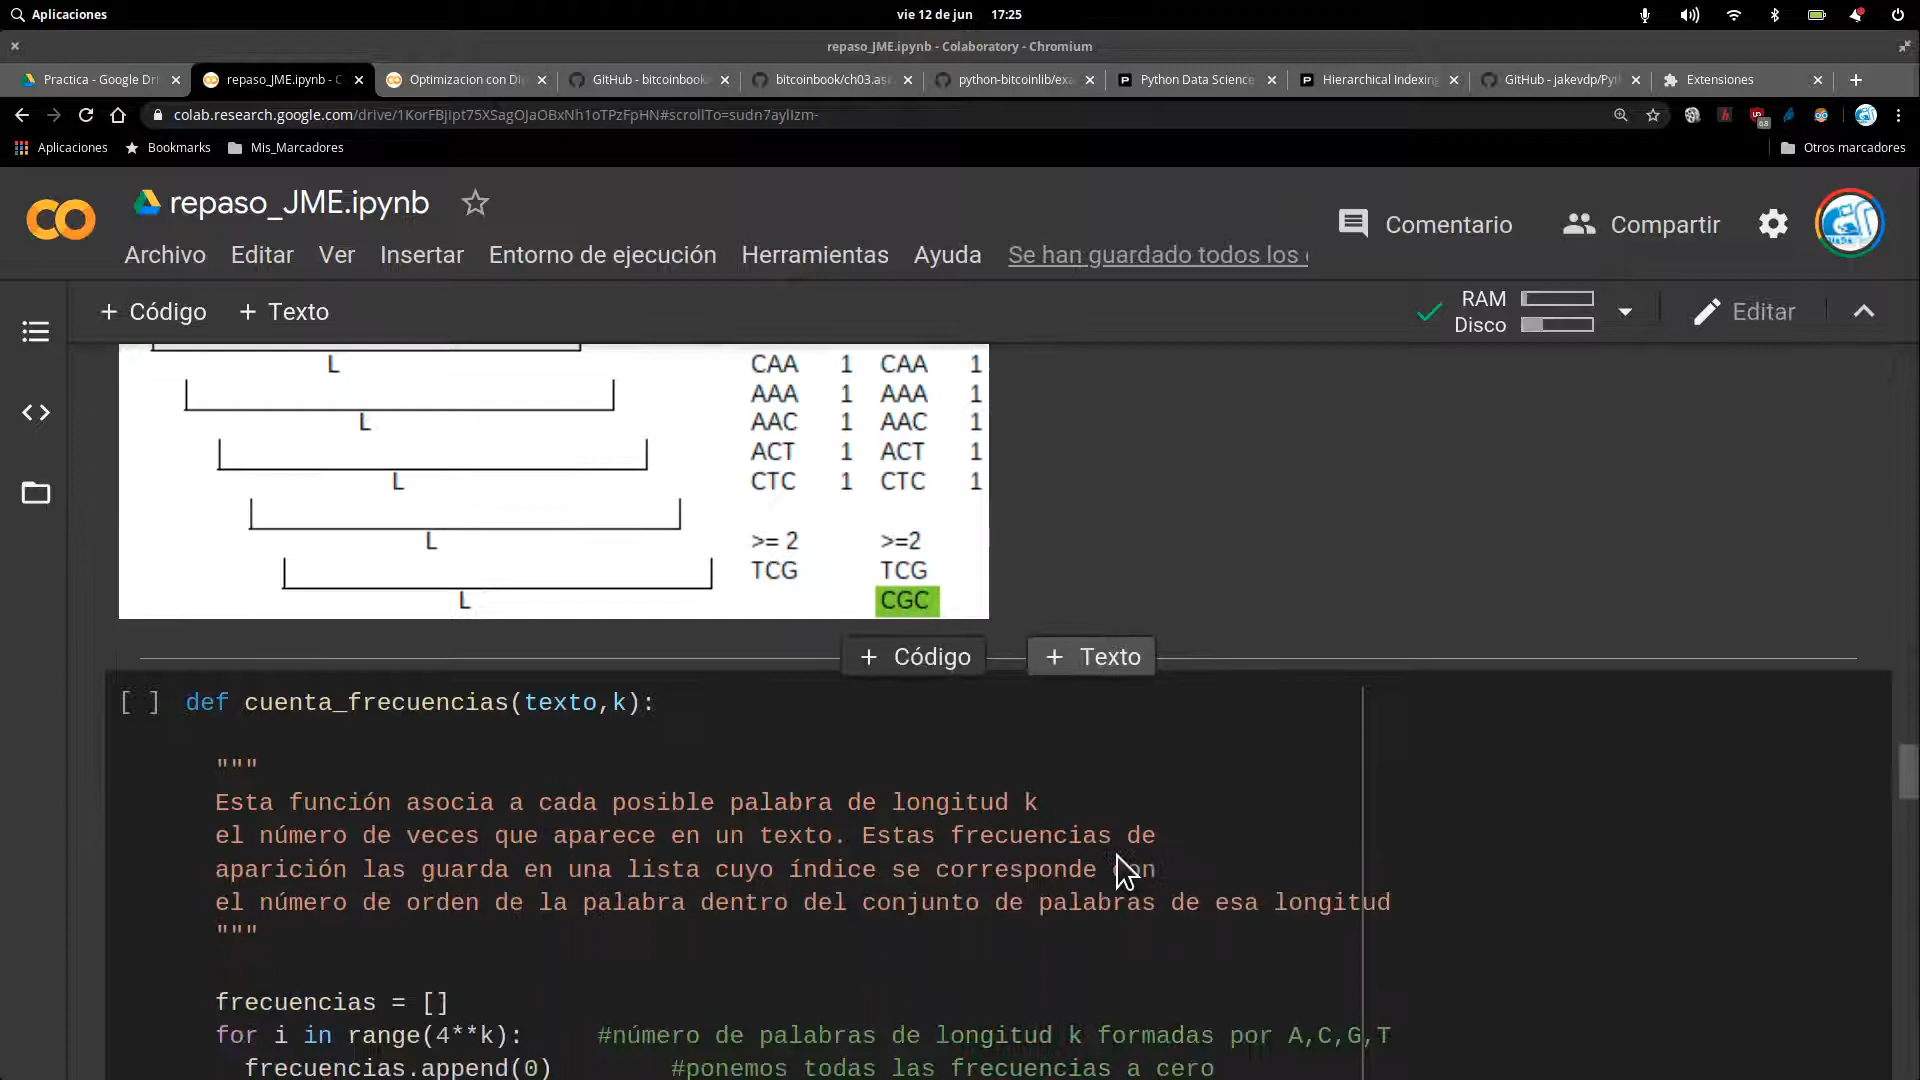 Aplicaciones
vie 12 de jun 17:25
repaso_JME.ipynb - Colaboratory - Chromium
Practica - Google Dri
repaso_JME.ipynb - C
Optimizacion con Di
GitHub - bitcoinbook
bitcoinbook/ch03.as
python-bitcoinlib/exa
Python Data Science
Hierarchical Indexing
GitHub - jakevdp/Pyt
Extensiones
colab.research.google.com/drive/1KorFBJIpt75XSagOJaOBxNh1oTPzFpHN#scrollTo=sudn7aylIzm-
Aplicaciones Bookmarks Mis_Marcadores Otros marcadores
repaso_JME.ipynb
Comentario Compartir
Archivo Editar Ver Insertar Entorno de ejecución Herramientas Ayuda Se han guardado todos los
+ Código + Texto
RAM
Disco
Editar
L CAA 1 CAA 1
AAA 1 AAA 1
L AAC 1 AAC 1
ACT 1 ACT 1
L CTC 1 CTC 1
L >= 2 >=2
TCG TCG
L CGC
+ Código + Texto
[ ] def cuenta_frecuencias(texto,k):
"""
Esta función asocia a cada posible palabra de longitud k
el número de veces que aparece en un texto. Estas frecuencias de
aparición las guarda en una lista cuyo índice se corresponde con
el número de orden de la palabra dentro del conjunto de palabras de esa longitud
"""
frecuencias = []
for i in range(4**k): #número de palabras de longitud k formadas por A,C,G,T
frecuencias.append(0) #ponemos todas las frecuencias a cero